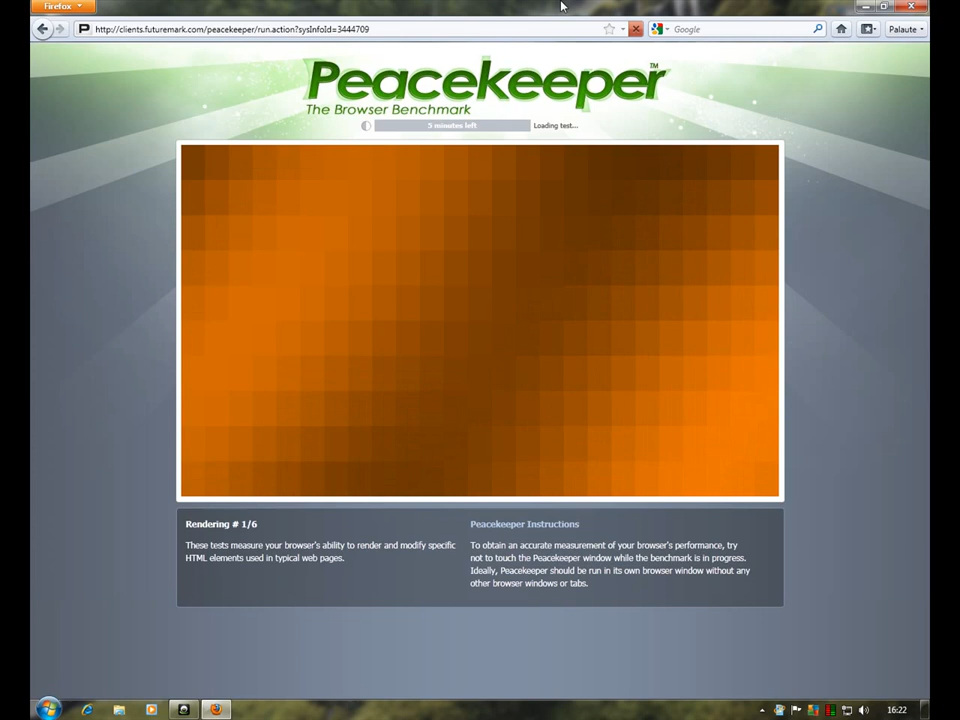 Firefox
http://clients.futuremark.com/peacekeeper/run.action?sysInfoId=3444709
Google
Palaute
Peacekeeper™
The Browser Benchmark
5 minutes left
Loading test...
Rendering # 1/6
These tests measure your browser's ability to render and modify specific
HTML elements used in typical web pages.
Peacekeeper Instructions
To obtain an accurate measurement of your browser's performance, try
not to touch the Peacekeeper window while the benchmark is in progress.
Ideally, Peacekeeper should be run in its own browser window without any
other browser windows or tabs.
16:22